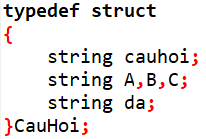 typedef struct
{
string cauhoi;
string A,B,C;
string da;
}CauHoi;